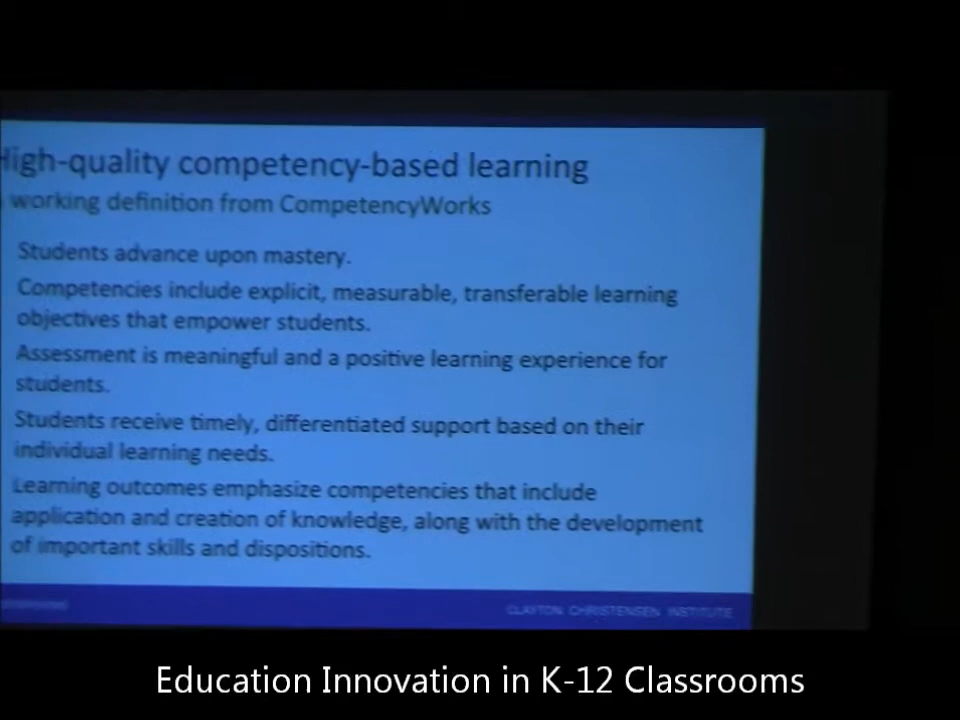 High-quality competency-based learning
working definition from CompetencyWorks
Students advance upon mastery.
Competencies include explicit, measurable, transferable learning
objectives that empower students.
Assessment is meaningful and a positive learning experience for
students.
Students receive timely, differentiated support based on their
individual learning needs.
Learning outcomes emphasize competencies that include
application and creation of knowledge, along with the development
of important skills and dispositions.
CLAYTON CHRISTENSEN INSTITUTE
Education Innovation in K-12 Classrooms